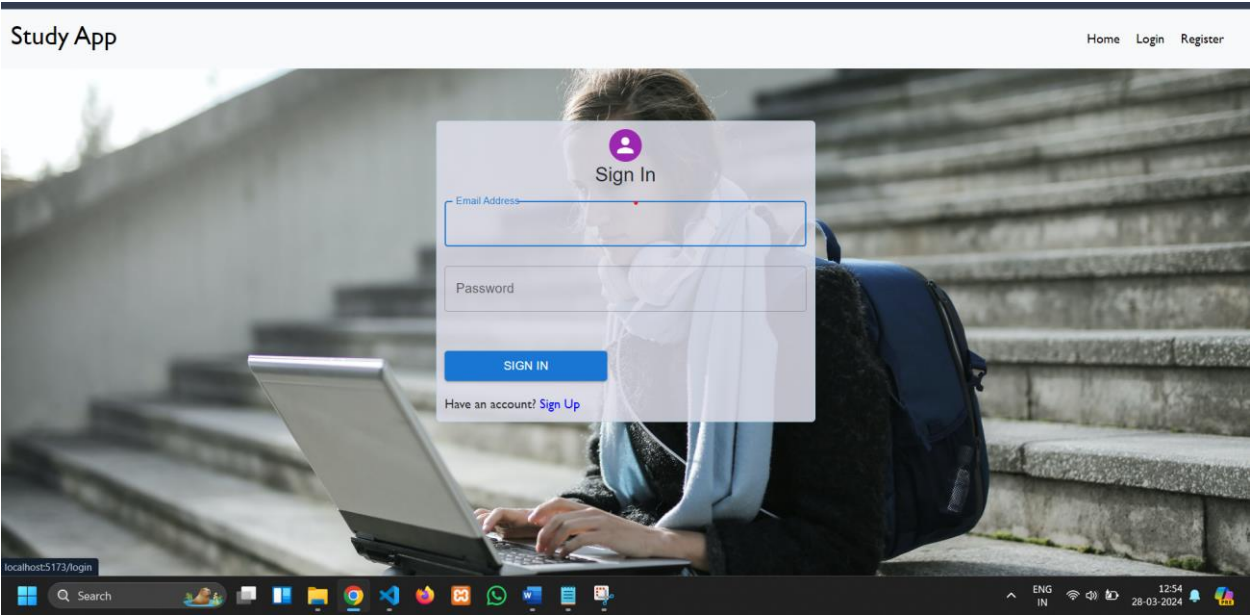 Study App
Home Login Register
Sign In
Email Address
Password
SIGN IN
Have an account? Sign Up
localhost:5173/login
Search
ENG
IN
12:54
28-03-2024